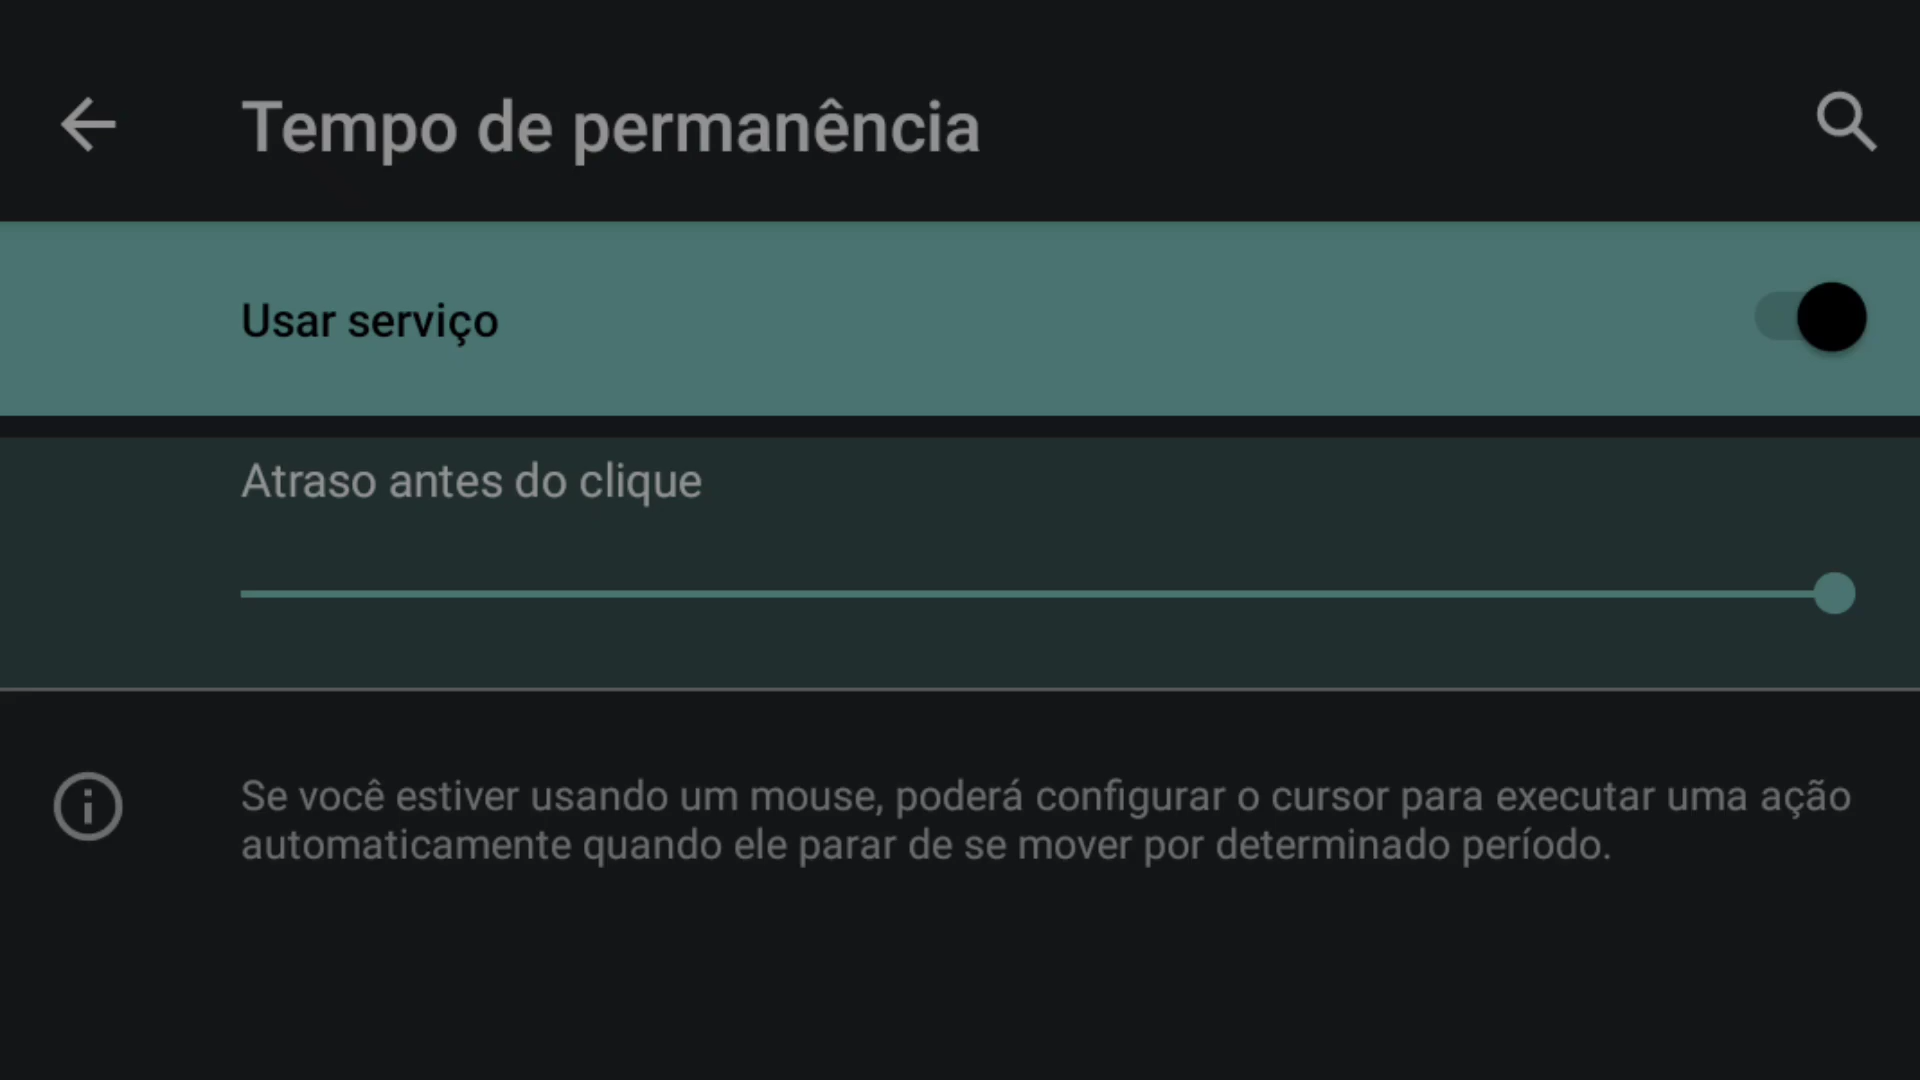 Tempo de permanência
Usar serviço
Atraso antes do clique
Se você estiver usando um mouse, poderá configurar o cursor para executar uma ação
automaticamente quando ele parar de se mover por determinado período.